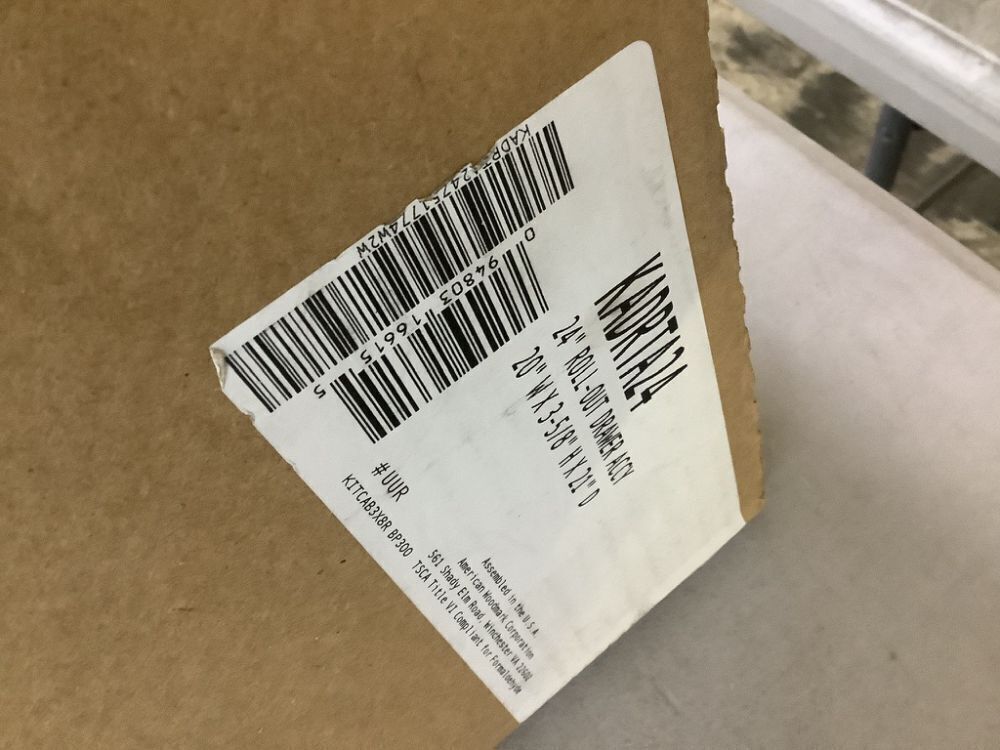 KADRTA24
24" ROLL-OUT DRAWER ACCY
20" W X 3-5/8" H X 21" D
0 94803 16615 5
#UUR
KITCAB3X8R BP300
Assembled in the U.S.A.
American Woodmark Corporation
561 Shady Elm Road, Winchester VA 22602
TSCA Title VI Compliant for Formaldehyde